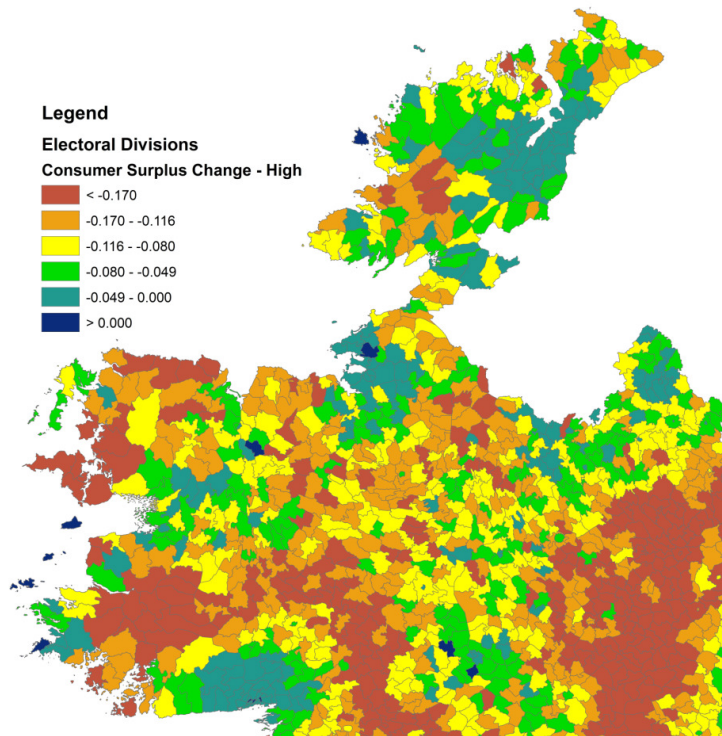 Legend
Electoral Divisions
Consumer Surplus Change - High
< -0.170
-0.170 - -0.116
-0.116 - -0.080
-0.080 - -0.049
-0.049 - 0.000
> 0.000